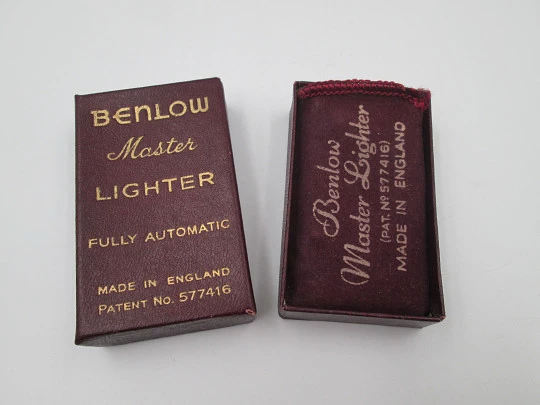 BENLOW
Master
LIGHTER
FULLY AUTOMATIC
MADE IN ENGLAND
PATENT No. 577416
Benlow
Master Lighter
(PAT. Nº 577416)
MADE IN ENGLAND